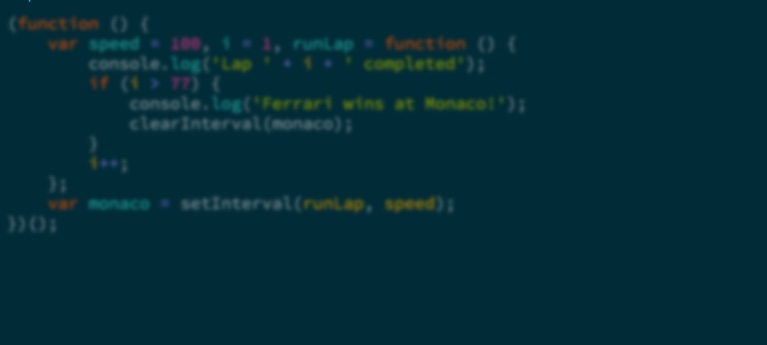 (function () {
    var speed = 100, i = 1, runLap = function () {
        console.log('Lap ' + i + ' completed');
        if (i > 77) {
            console.log('Ferrari wins at Monaco!');
            clearInterval(monaco);
        }
        i++;
    };
    var monaco = setInterval(runLap, speed);
})();